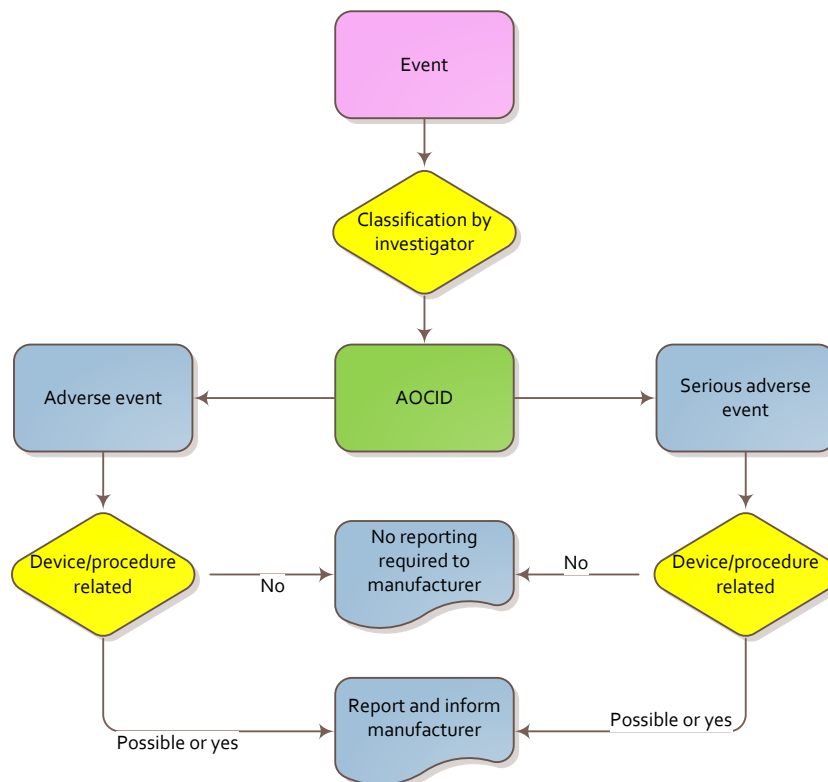 Event
Classification by
investigator
Adverse event
AOCID
Serious adverse
event
Device/procedure
related
No
No reporting
required to
manufacturer
No
Device/procedure
related
Possible or yes
Report and inform
manufacturer
Possible or yes